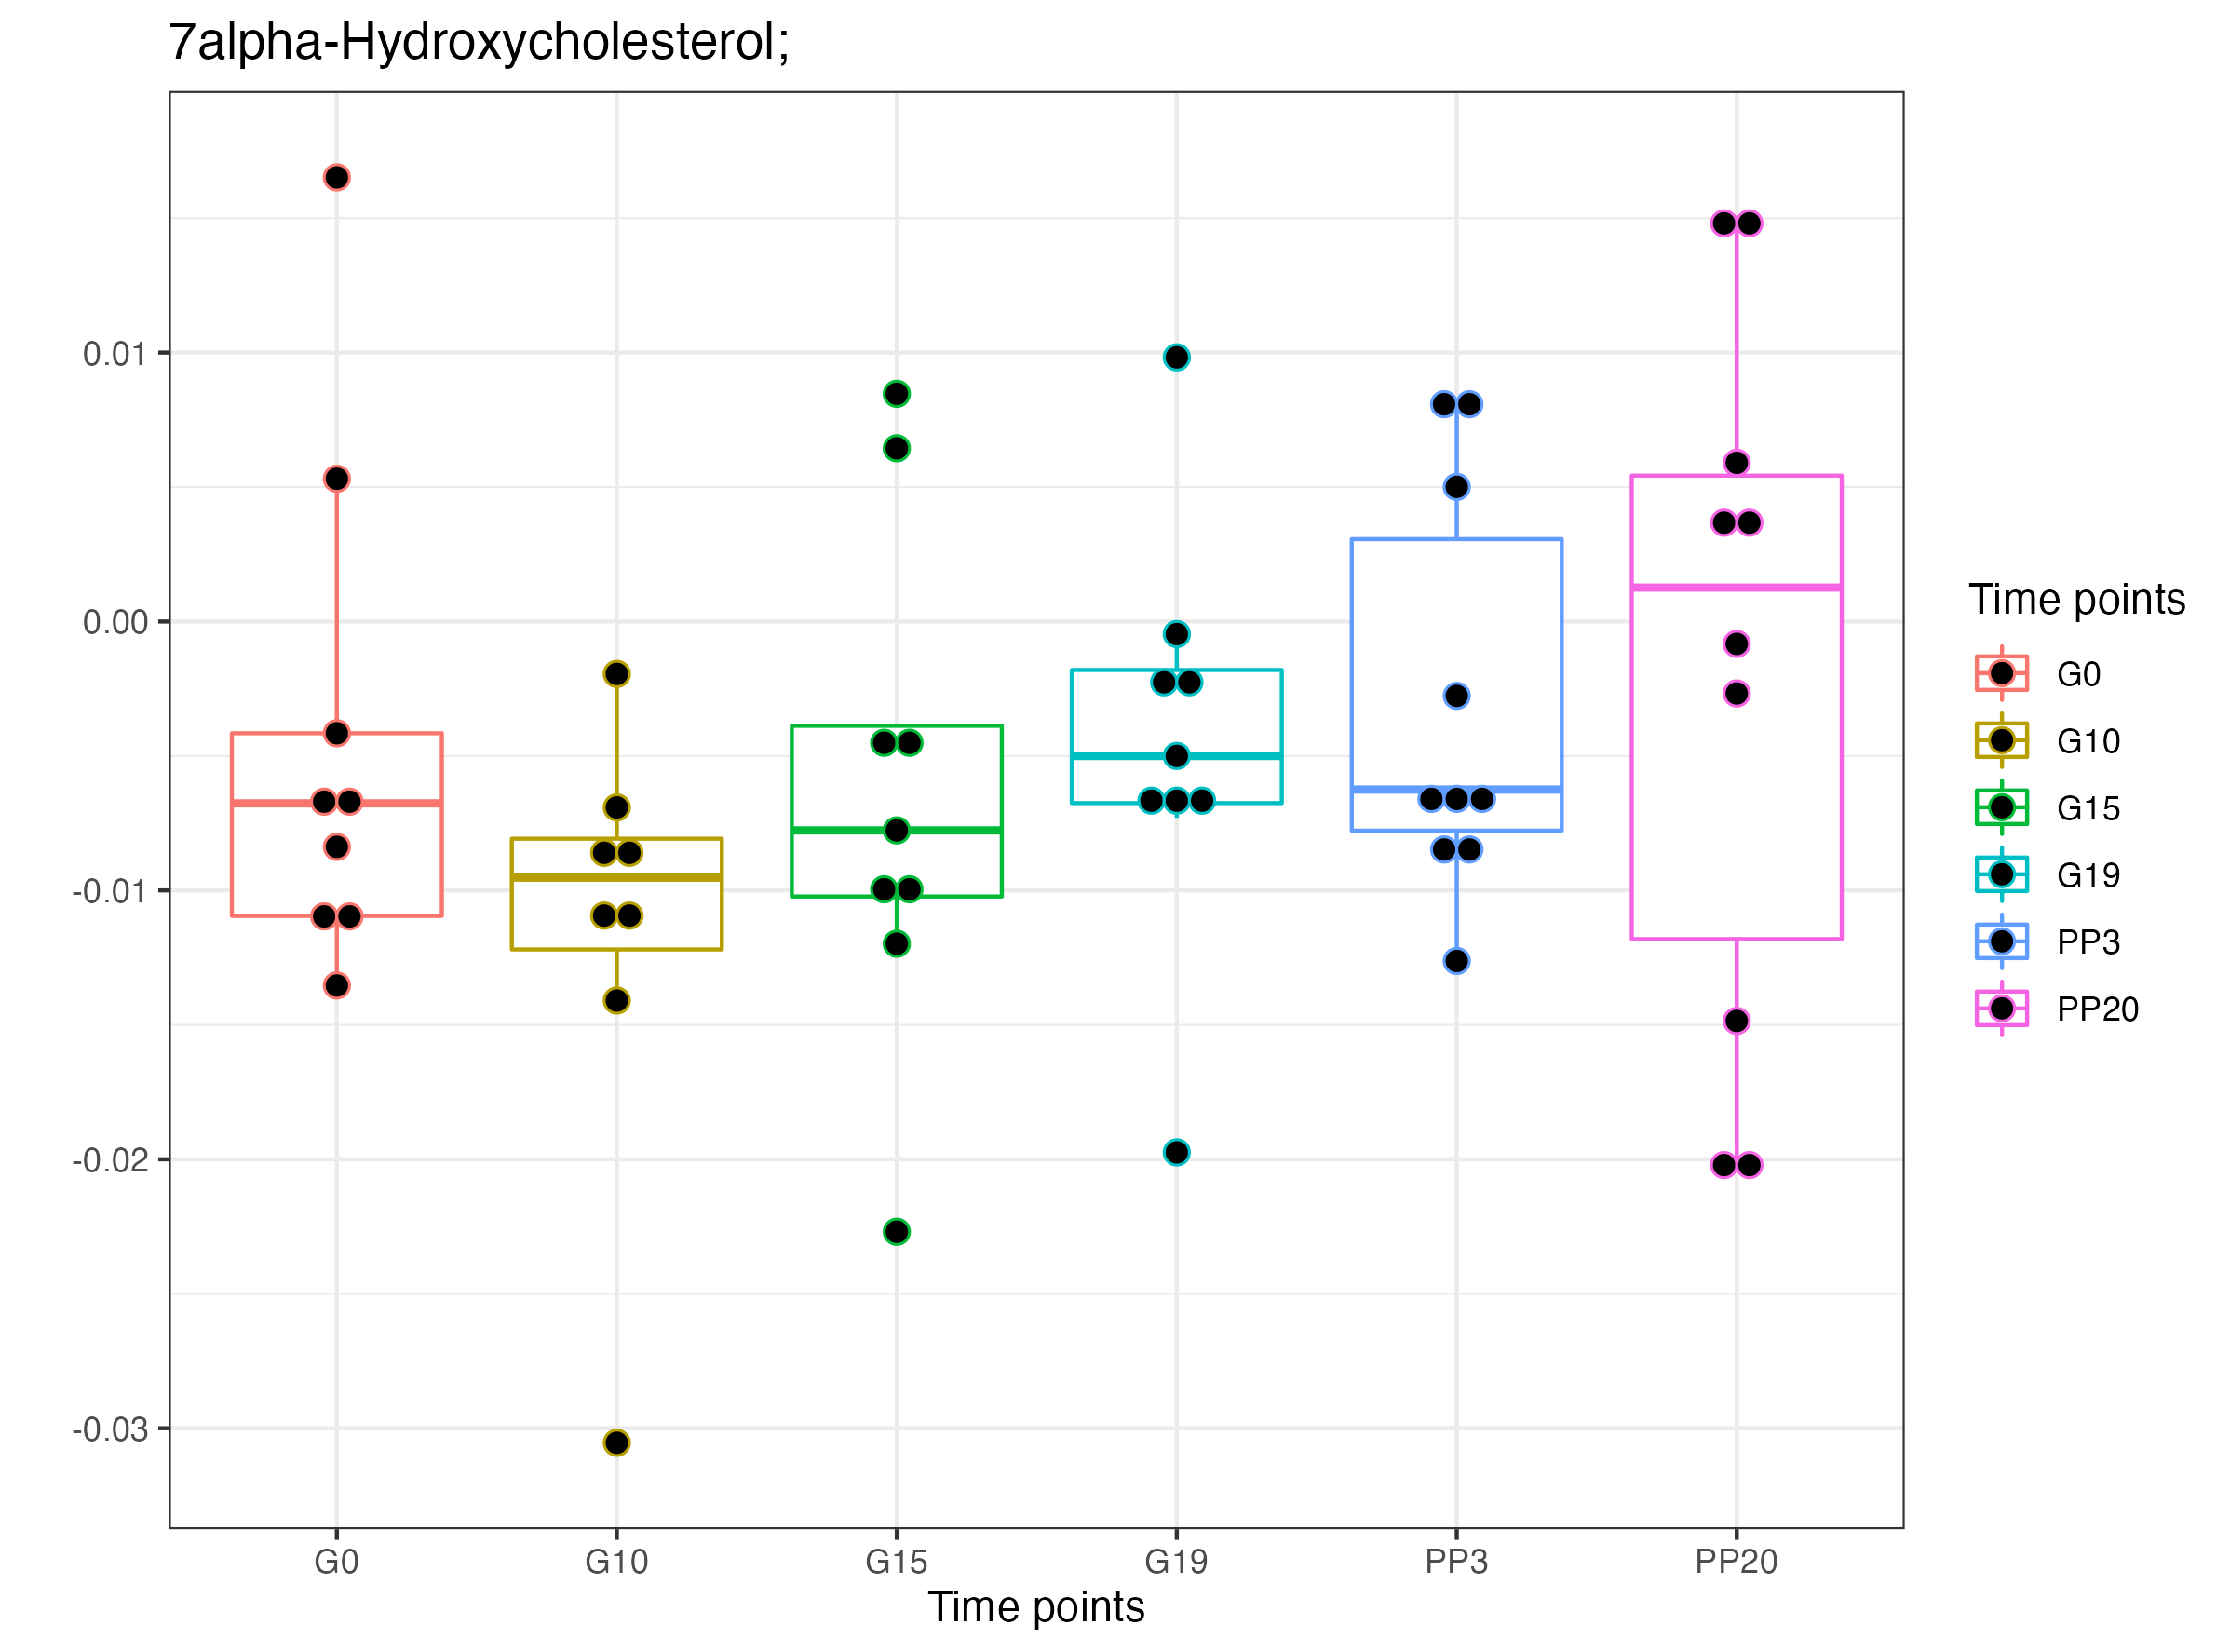 7alpha-Hydroxycholesterol;
0.01
0.00
-0.01
-0.02
-0.03
G0 G10 G15 G19 PP3 PP20
Time points
Time points
G0
G10
G15
G19
PP3
PP20